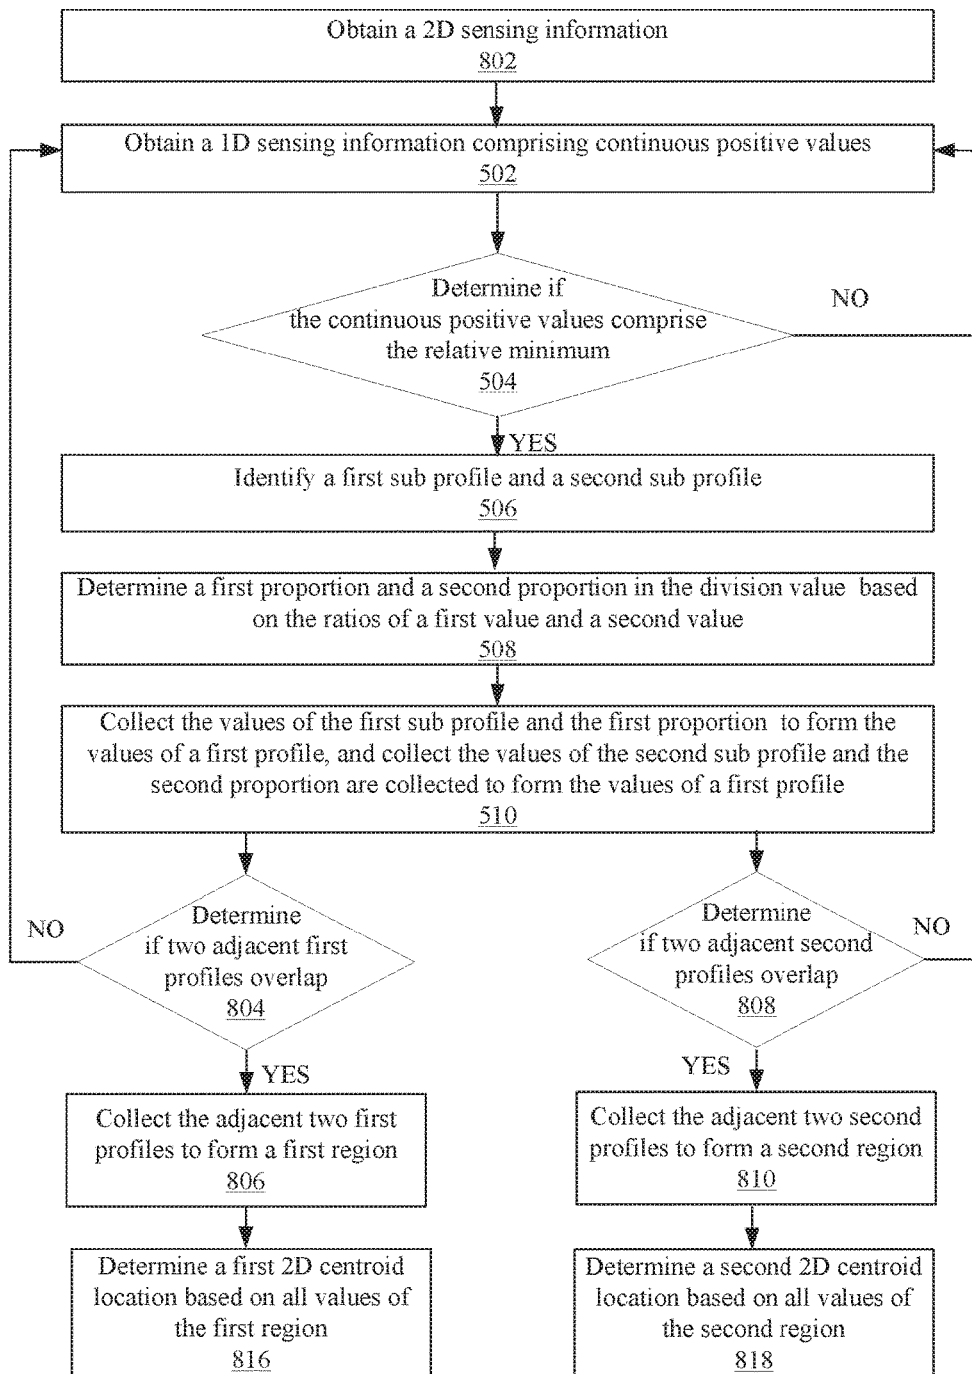 Obtain a 2D sensing information
802
Obtain a 1D sensing information comprising continuous positive values
502
Determine if
the continuous positive values comprise
the relative minimum
504
NO
YES
Identify a first sub profile and a second sub profile
506
Determine a first proportion and a second proportion in the division value based
on the ratios of a first value and a second value
508
Collect the values of the first sub profile and the first proportion to form the
values of a first profile, and collect the values of the second sub profile and the
second proportion are collected to form the values of a first profile
510
NO
Determine
if two adjacent first
profiles overlap
804
Determine
if two adjacent second
profiles overlap
808
NO
YES
YES
Collect the adjacent two first
profiles to form a first region
806
Collect the adjacent two second
profiles to form a second region
810
Determine a first 2D centroid
location based on all values of
the first region
816
Determine a second 2D centroid
location based on all values of
the second region
818